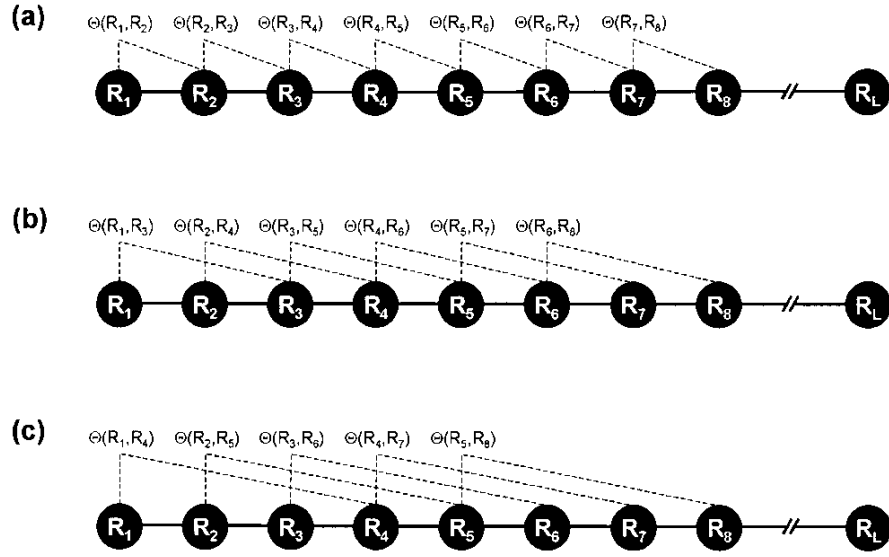 (a)
Θ(R1,R2) Θ(R2,R3) Θ(R3,R4) Θ(R4,R5) Θ(R5,R6) Θ(R6,R7) Θ(R7,R8)
R1 R2 R3 R4 R5 R6 R7 R8 RL
(b)
Θ(R1,R3) Θ(R2,R4) Θ(R3,R5) Θ(R4,R6) Θ(R5,R7) Θ(R6,R8)
R1 R2 R3 R4 R5 R6 R7 R8 RL
(c)
Θ(R1,R4) Θ(R2,R5) Θ(R3,R6) Θ(R4,R7) Θ(R5,R8)
R1 R2 R3 R4 R5 R6 R7 R8 RL